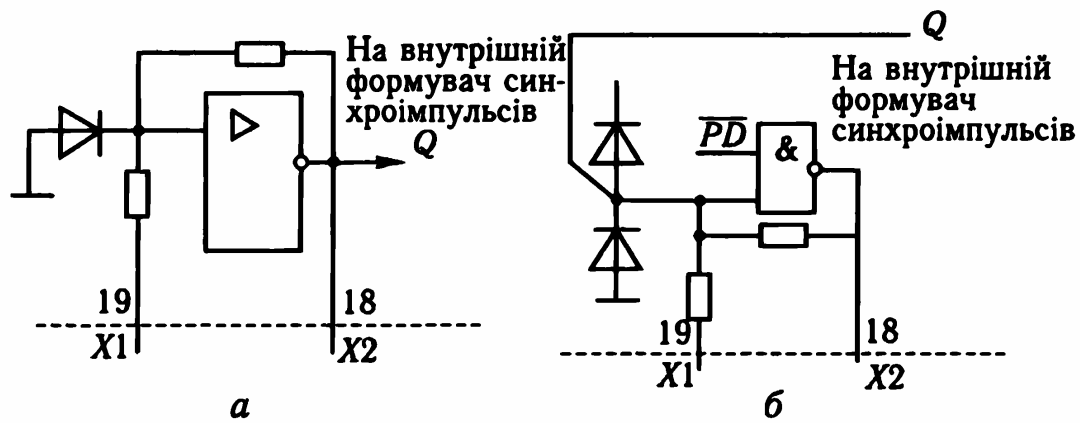 На внутрішній
формувач син-
хроімпульсів
Q
19
18
X1
X2
а
Q
На внутрішній
формувач
синхроімпульсів
PD
&
19
18
X1
X2
б